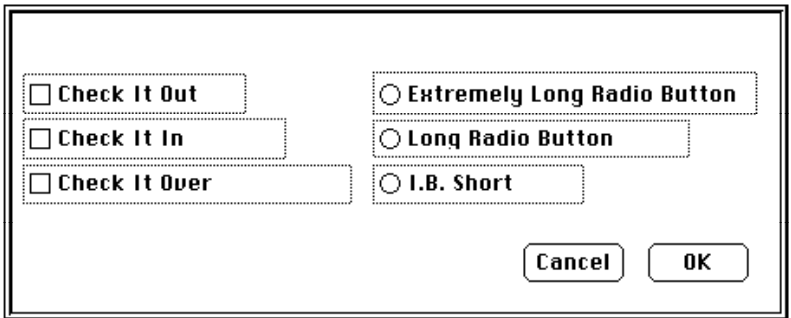 Check It Out
Extremely Long Radio Button
Check It In
Long Radio Button
Check It Over
I.B. Short
Cancel
OK